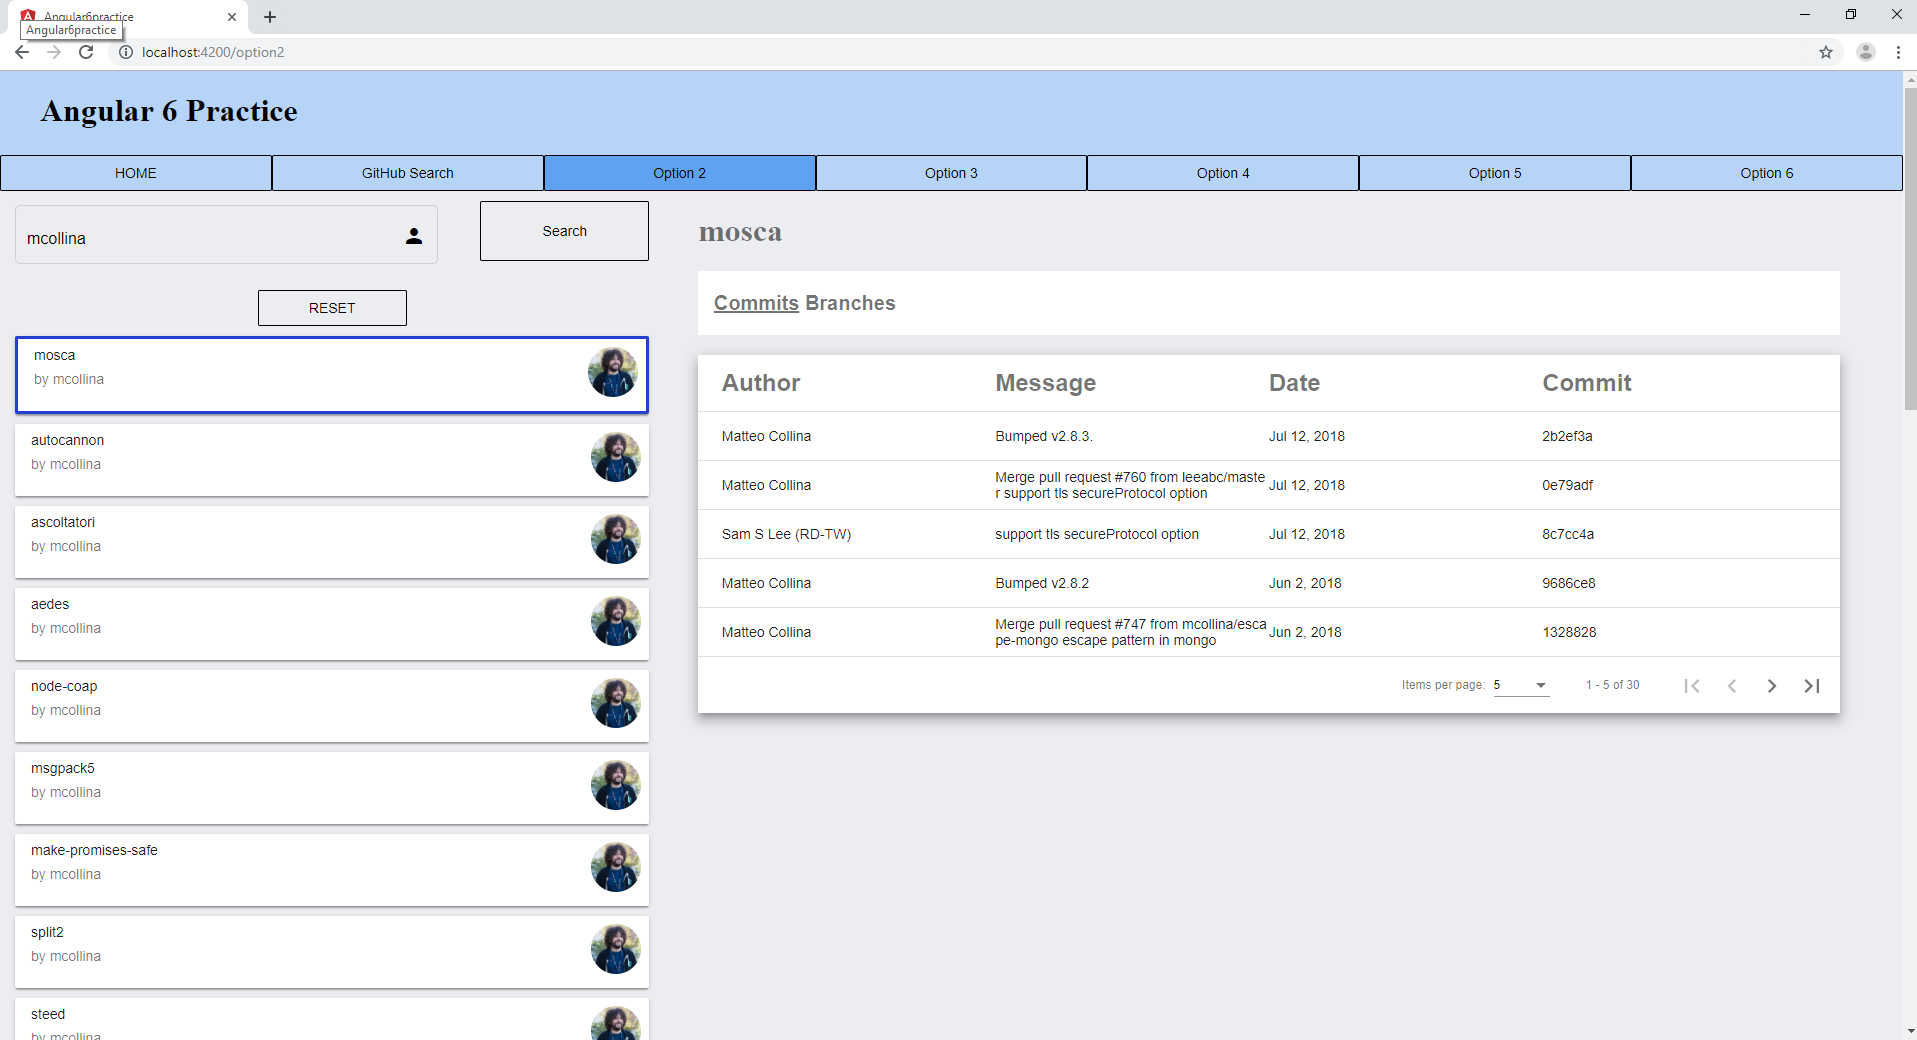 Angular6practice
Angular6practice
localhost:4200/option2
Angular 6 Practice
HOME
GitHub Search
Option 2
Option 3
Option 4
Option 5
Option 6
mcollina
Search
RESET
mosca
by mcollina
autocannon
by mcollina
ascoltatori
by mcollina
aedes
by mcollina
node-coap
by mcollina
msgpack5
by mcollina
make-promises-safe
by mcollina
split2
by mcollina
steed
by mcollina
mosca
Commits Branches
Author Message Date Commit
Matteo Collina Bumped v2.8.3. Jul 12, 2018 2b2ef3a
Matteo Collina Merge pull request #760 from leeabc/maste
r support tls secureProtocol option Jul 12, 2018 0e79adf
Sam S Lee (RD-TW) support tls secureProtocol option Jul 12, 2018 8c7cc4a
Matteo Collina Bumped v2.8.2 Jun 2, 2018 9686ce8
Matteo Collina Merge pull request #747 from mcollina/esca
pe-mongo escape pattern in mongo Jun 2, 2018 1328828
Items per page: 5 1 - 5 of 30